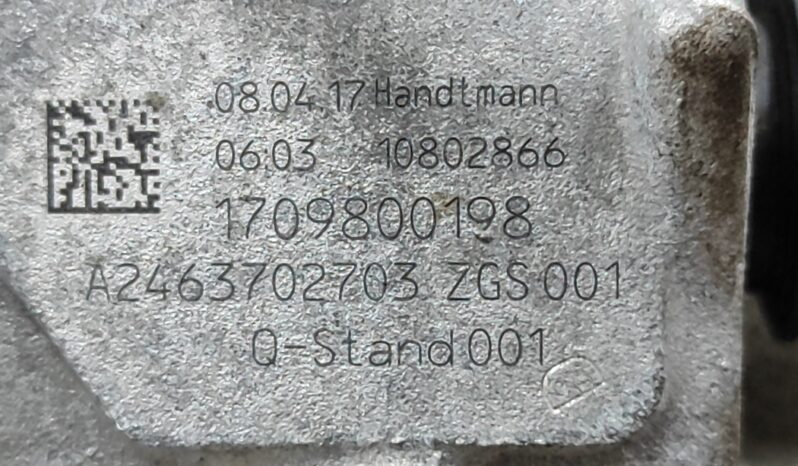 08.04.17 Handtmann
06.03 10802866
1709800198
A2463702703 ZGS 001
Q-Stand 001